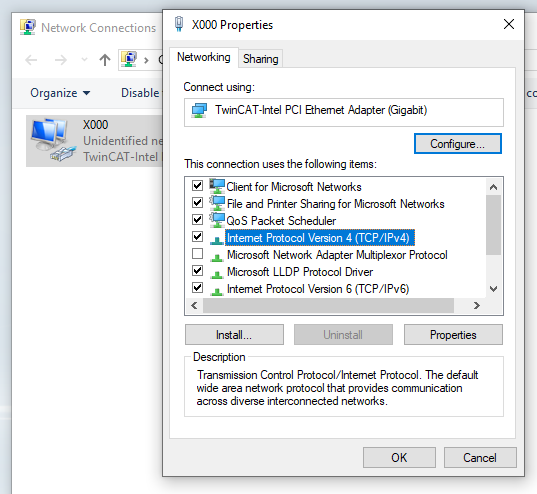 Network Connections
Organize
Disable
X000
Unidentified ne
TwinCAT-Intel
X000 Properties
Networking
Sharing
Connect using:
TwinCAT-Intel PCI Ethernet Adapter (Gigabit)
Configure...
This connection uses the following items:
Client for Microsoft Networks
File and Printer Sharing for Microsoft Networks
QoS Packet Scheduler
Internet Protocol Version 4 (TCP/IPv4)
Microsoft Network Adapter Multiplexor Protocol
Microsoft LLDP Protocol Driver
Internet Protocol Version 6 (TCP/IPv6)
Install...
Uninstall
Properties
Description
Transmission Control Protocol/Internet Protocol. The default
wide area network protocol that provides communication
across diverse interconnected networks.
OK
Cancel